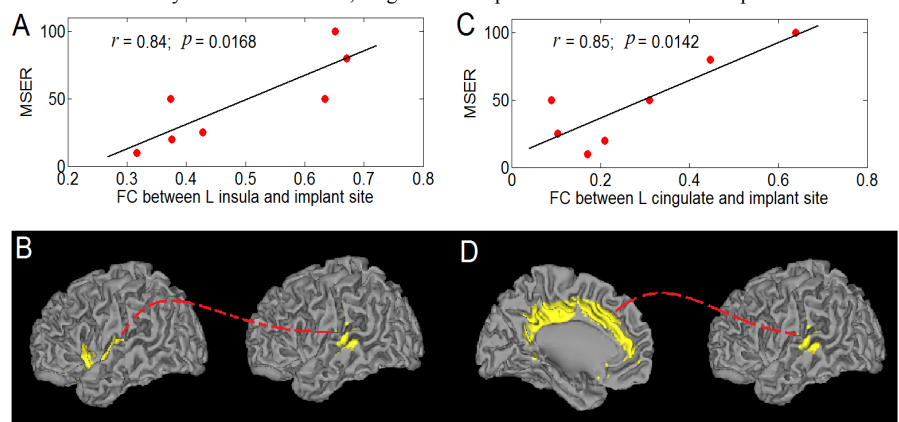 A
r = 0.84; p = 0.0168
MSER
100
50
0
0.2 0.3 0.4 0.5 0.6 0.7 0.8
FC between L insula and implant site
C
r = 0.85; p = 0.0142
MSER
100
50
0
0 0.2 0.4 0.6 0.8
FC between L cingulate and implant site
B
D